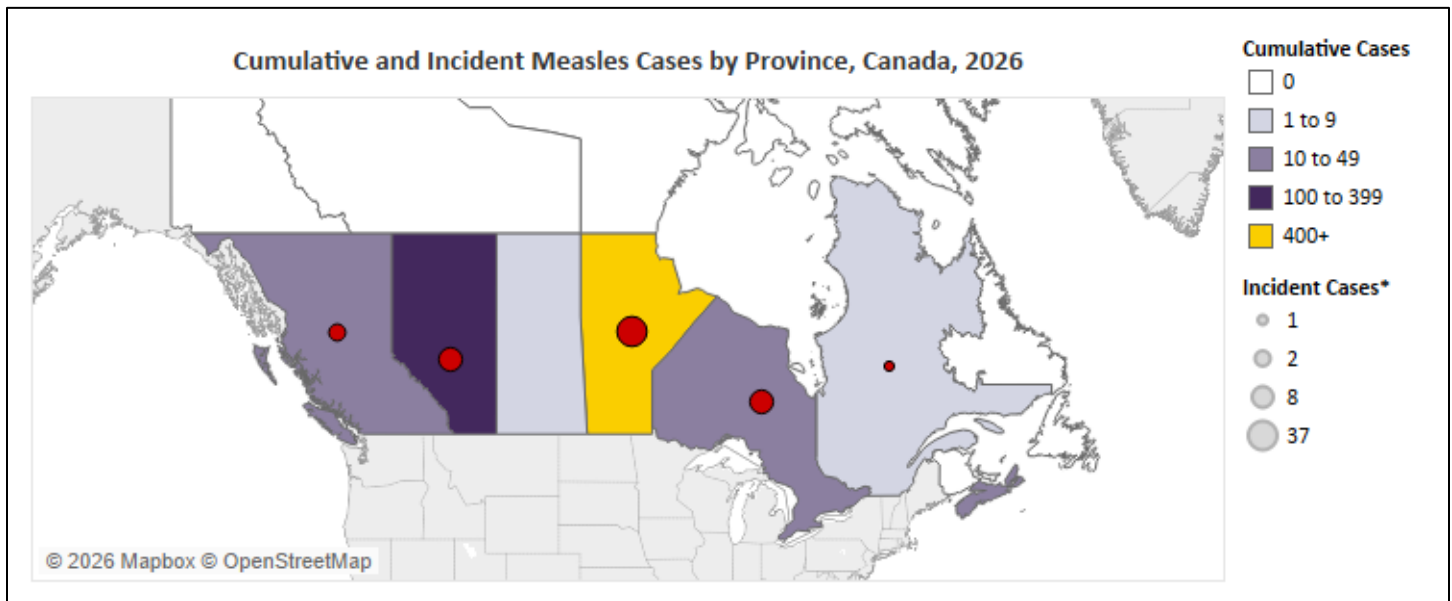 Cumulative and Incident Measles Cases by Province, Canada, 2026
Cumulative Cases
0
1 to 9
10 to 49
100 to 399
400+
Incident Cases*
1
2
8
37
© 2026 Mapbox © OpenStreetMap